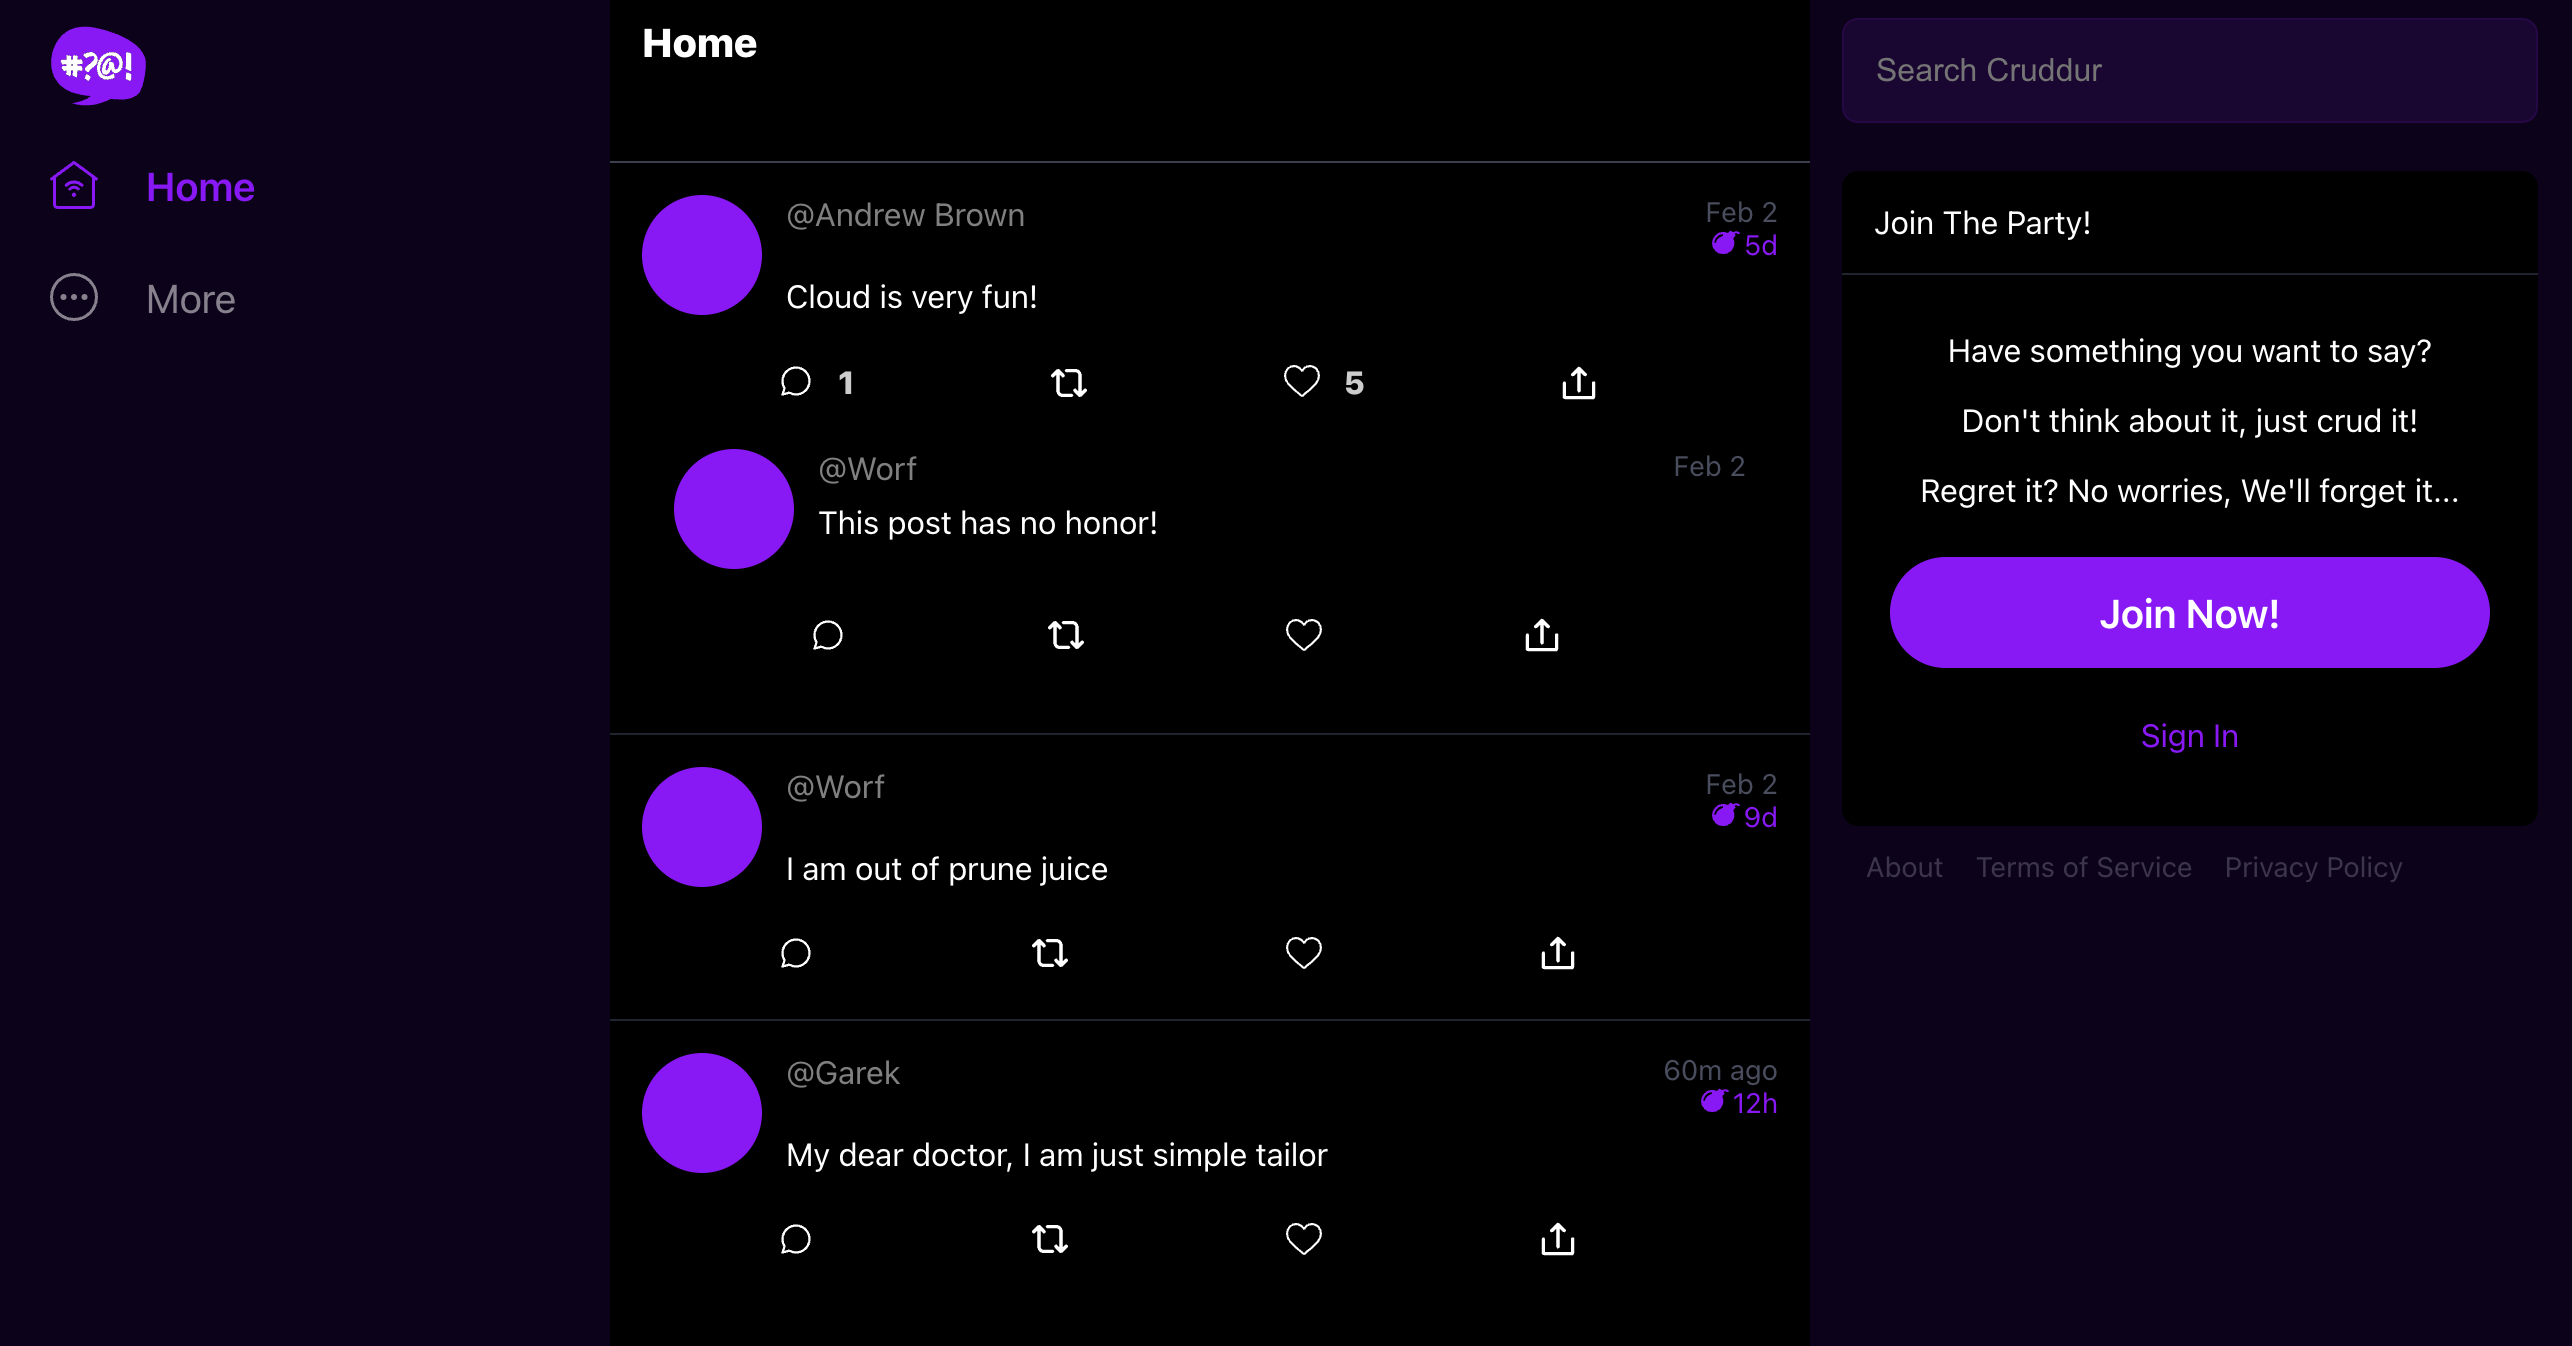 #?@!
Home
More
Home
@Andrew Brown
Feb 2
5d
Cloud is very fun!
1
5
@Worf
Feb 2
This post has no honor!
@Worf
Feb 2
9d
I am out of prune juice
@Garek
60m ago
12h
My dear doctor, I am just simple tailor
Search Cruddur
Join The Party!
Have something you want to say?
Don't think about it, just crud it!
Regret it? No worries, We'll forget it...
Join Now!
Sign In
About Terms of Service Privacy Policy